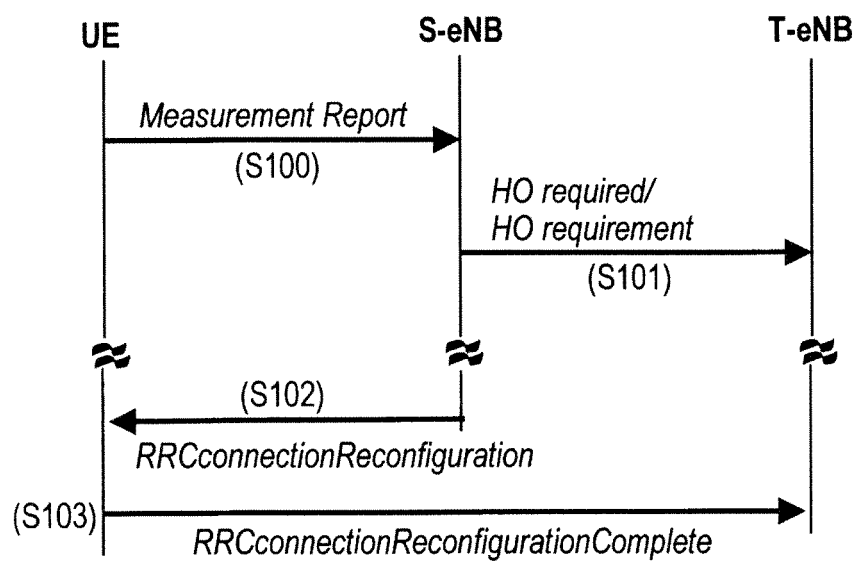 UE
S-eNB
T-eNB
Measurement Report
(S100)
HO required/
HO requirement
(S101)
(S102)
RRCconnectionReconfiguration
(S103)
RRCconnectionReconfigurationComplete